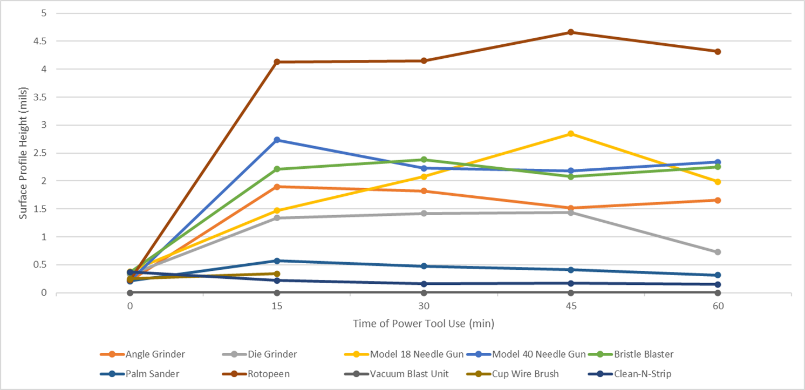 5
4.5
4
3.5
3
2.5
2
1.5
1
0.5
0
Surface Profile Height (mils)
0 15 30 45 60
Time of Power Tool Use (min)
Angle Grinder Die Grinder Model 18 Needle Gun Model 40 Needle Gun Bristle Blaster
Palm Sander Rotopeen Vacuum Blast Unit Cup Wire Brush Clean-N-Strip